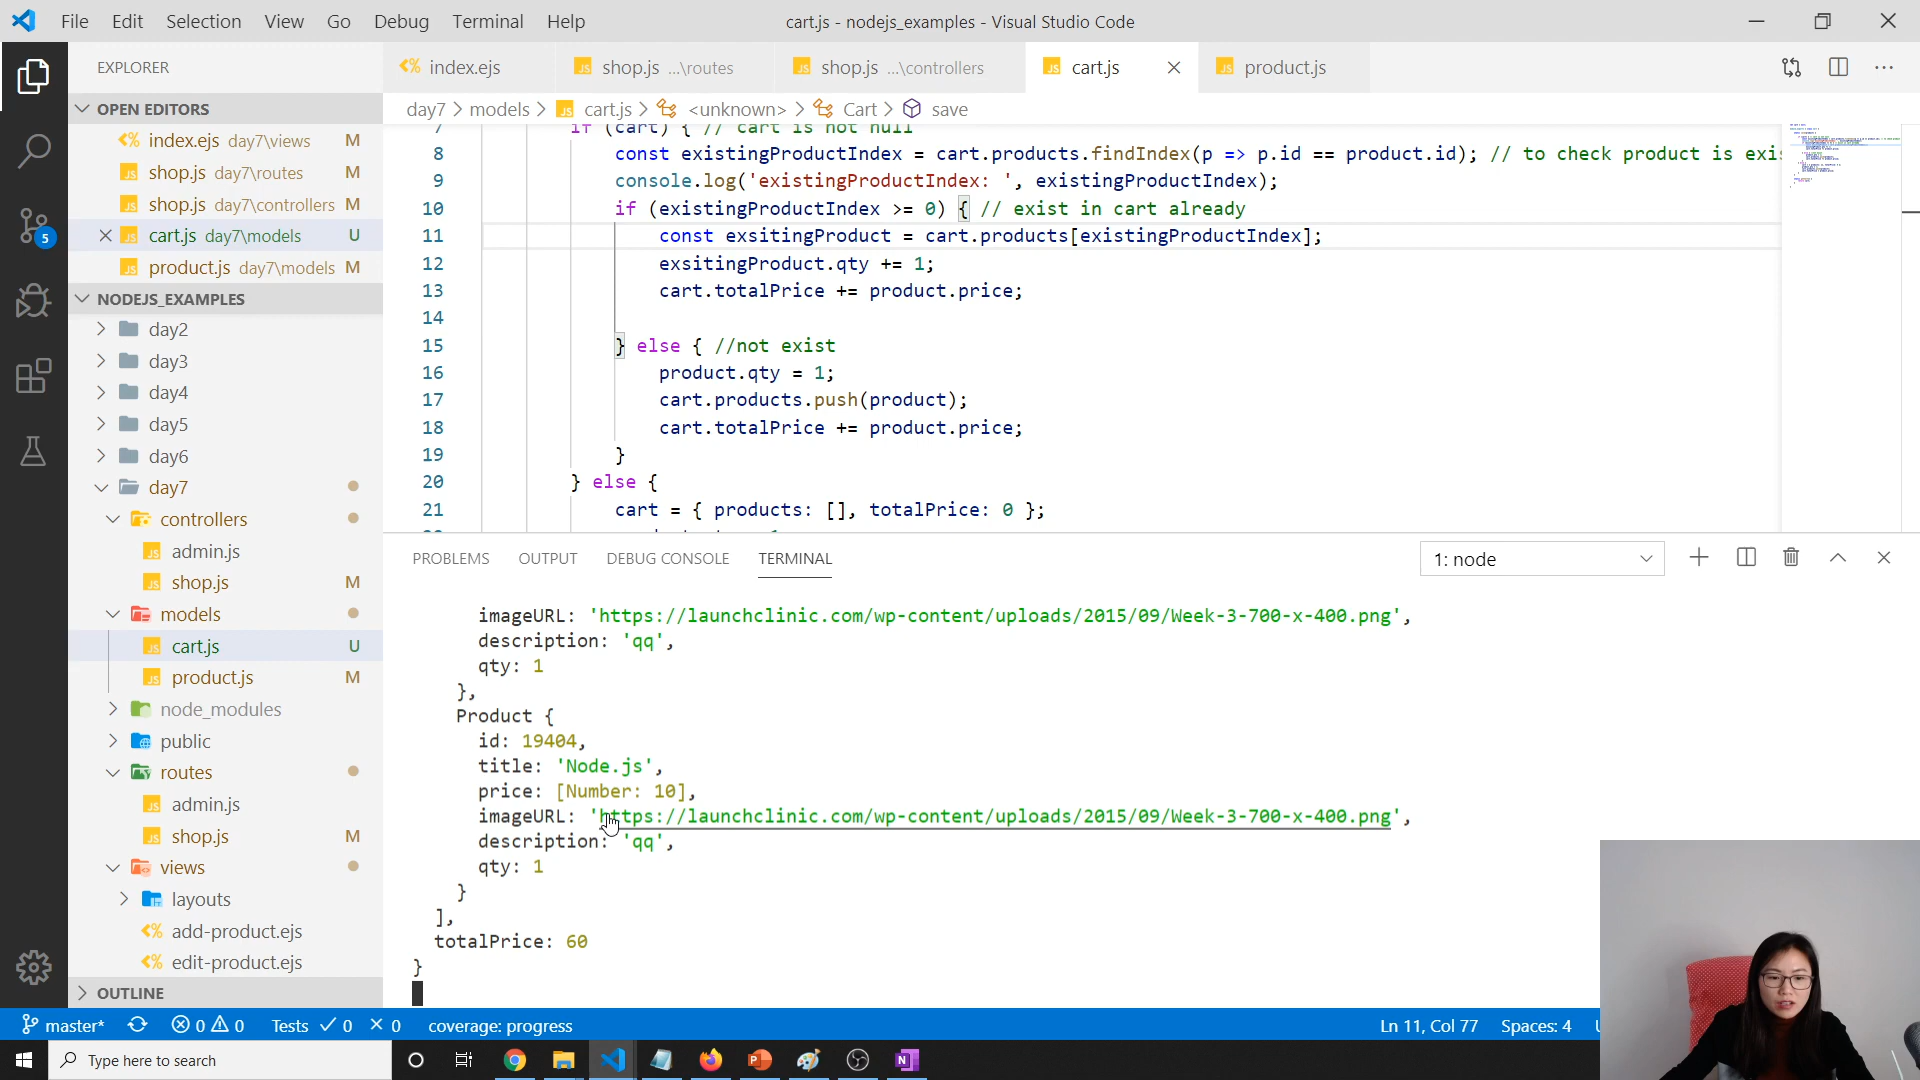 File Edit Selection View Go Debug Terminal Help
cart.js - nodejs_examples - Visual Studio Code
EXPLORER
index.ejs
shop.js ...\routes
shop.js ...\controllers
cart.js
product.js
OPEN EDITORS
index.ejs day7\views M
shop.js day7\routes M
shop.js day7\controllers M
cart.js day7\models U
product.js day7\models M
NODEJS_EXAMPLES
day2
day3
day4
day5
day6
day7
controllers
admin.js
shop.js M
models
cart.js U
product.js M
node_modules
public
routes
admin.js
shop.js M
views
layouts
add-product.ejs
edit-product.ejs
OUTLINE
5
day7 > models > cart.js > <unknown> > Cart > save
7 if (cart) { // cart is not null
8 const existingProductIndex = cart.products.findIndex(p => p.id == product.id); // to check product is exis
9 console.log('existingProductIndex: ', existingProductIndex);
10 if (existingProductIndex >= 0) { // exist in cart already
11 const exsitingProduct = cart.products[existingProductIndex];
12 exsitingProduct.qty += 1;
13 cart.totalPrice += product.price;
14
15 } else { //not exist
16 product.qty = 1;
17 cart.products.push(product);
18 cart.totalPrice += product.price;
19 }
20 } else {
21 cart = { products: [], totalPrice: 0 };
PROBLEMS OUTPUT DEBUG CONSOLE TERMINAL
1: node
imageURL: 'https://launchclinic.com/wp-content/uploads/2015/09/Week-3-700-x-400.png',
description: 'qq',
qty: 1
},
Product {
id: 19404,
title: 'Node.js',
price: [Number: 10],
imageURL: 'https://launchclinic.com/wp-content/uploads/2015/09/Week-3-700-x-400.png',
description: 'qq',
qty: 1
}
],
totalPrice: 60
}
master* 0 0 Tests 0 0 coverage: progress
Ln 11, Col 77 Spaces: 4
Type here to search